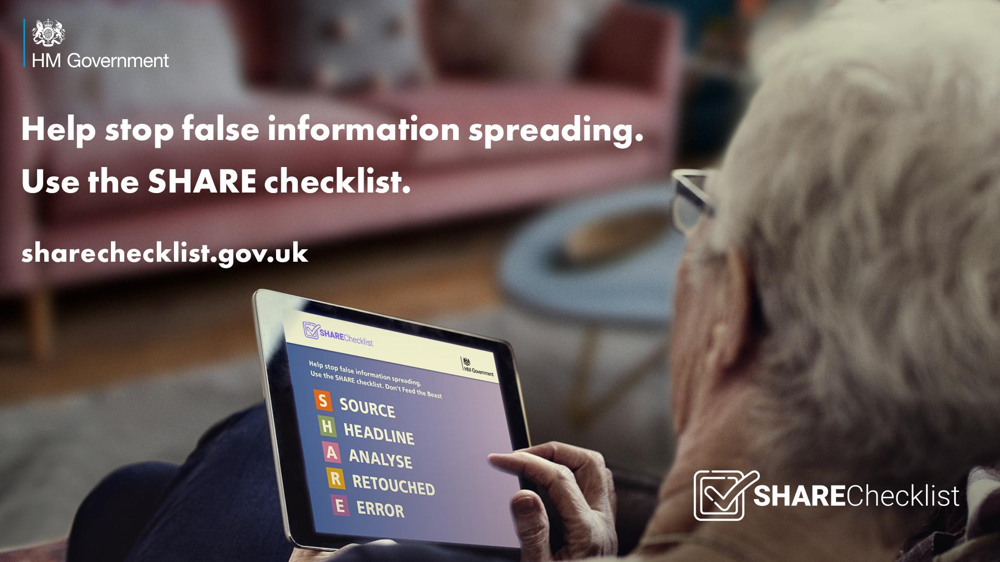 HM Government
Help stop false information spreading.
Use the SHARE checklist.
sharechecklist.gov.uk
SHAREChecklist
HM Government
Help stop false information spreading.
Use the SHARE checklist. Don't Feed the Beast
S SOURCE
H HEADLINE
A ANALYSE
R RETOUCHED
E ERROR
SHAREChecklist